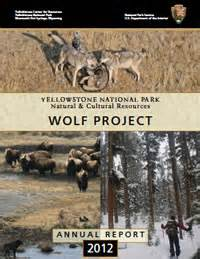 Yellowstone Center for Resources
Yellowstone National Park
Mammoth Hot Springs, Wyoming
National Park Service
U.S. Department of the Interior
YELLOWSTONE NATIONAL PARK
Natural & Cultural Resources
WOLF PROJECT
ANNUAL REPORT
2012